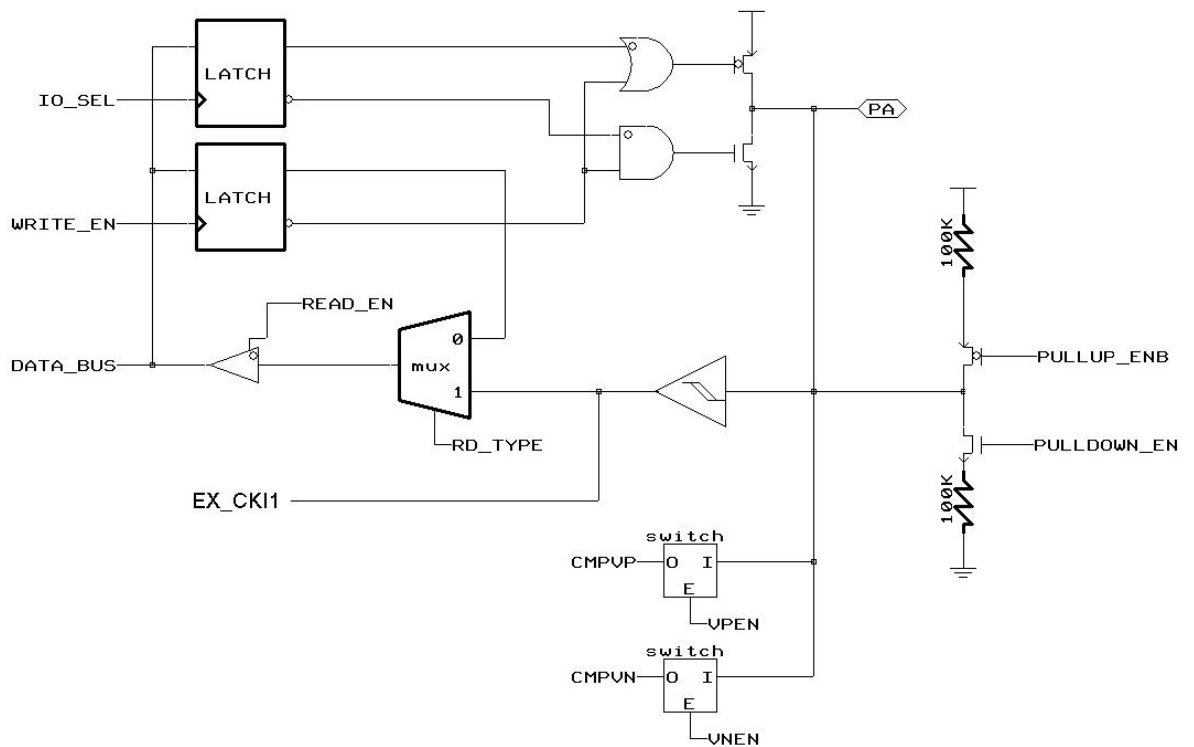 LATCH
IO_SEL
PA
LATCH
WRITE_EN
100K
READ_EN
0
DATA_BUS
mux
PULLUP_ENB
1
RD_TYPE
PULLDOWN_EN
EX_CKI1
100K
switch
CMPVP O I
E
VPEN
switch
CMPVN O I
E
VNEN